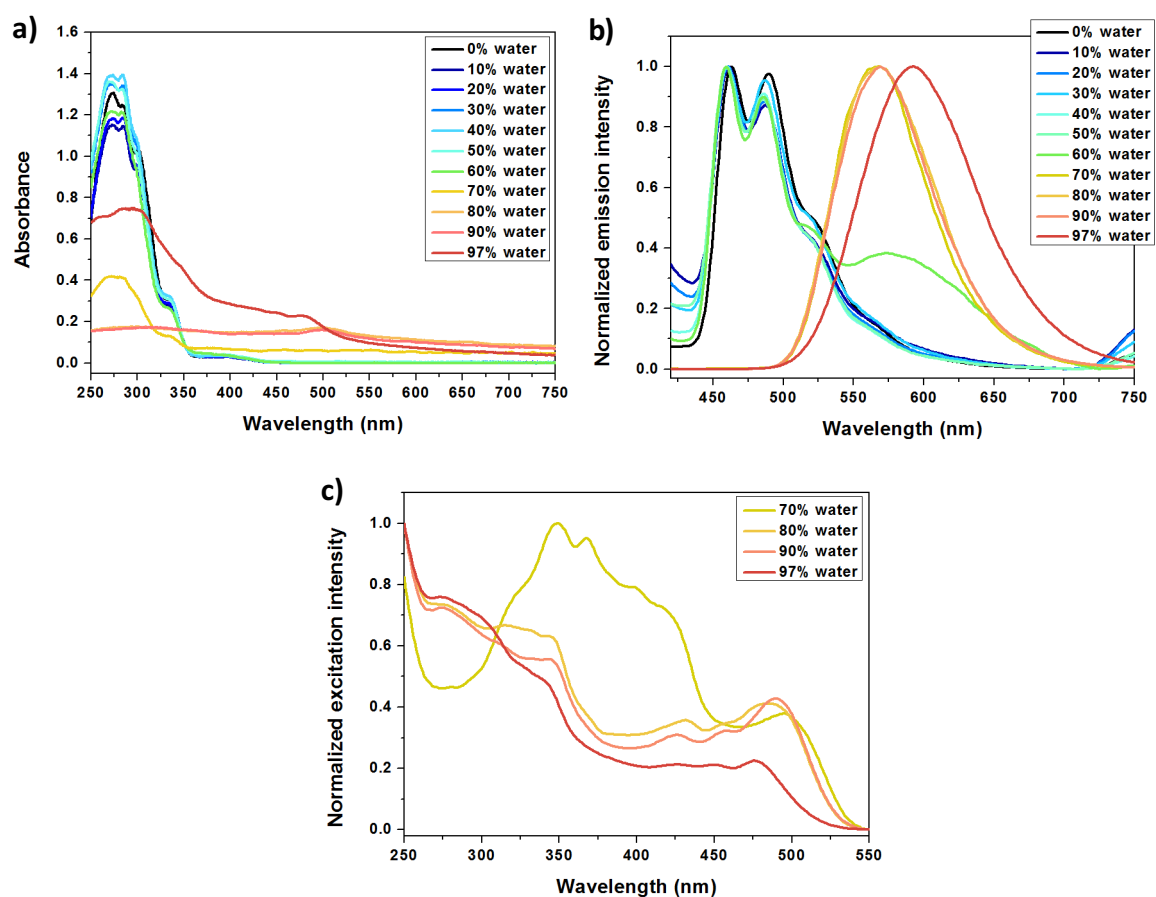 a)
1.6
1.4
1.2
1.0
0.8
0.6
0.4
0.2
0.0
Absorbance
250 300 350 400 450 500 550 600 650 700 750
Wavelength (nm)
0% water
10% water
20% water
30% water
40% water
50% water
60% water
70% water
80% water
90% water
97% water
b)
1.0
0.8
0.6
0.4
0.2
0.0
Normalized emission intensity
450 500 550 600 650 700 750
Wavelength (nm)
0% water
10% water
20% water
30% water
40% water
50% water
60% water
70% water
80% water
90% water
97% water
c)
1.0
0.8
0.6
0.4
0.2
0.0
Normalized excitation intensity
250 300 350 400 450 500 550
Wavelength (nm)
70% water
80% water
90% water
97% water